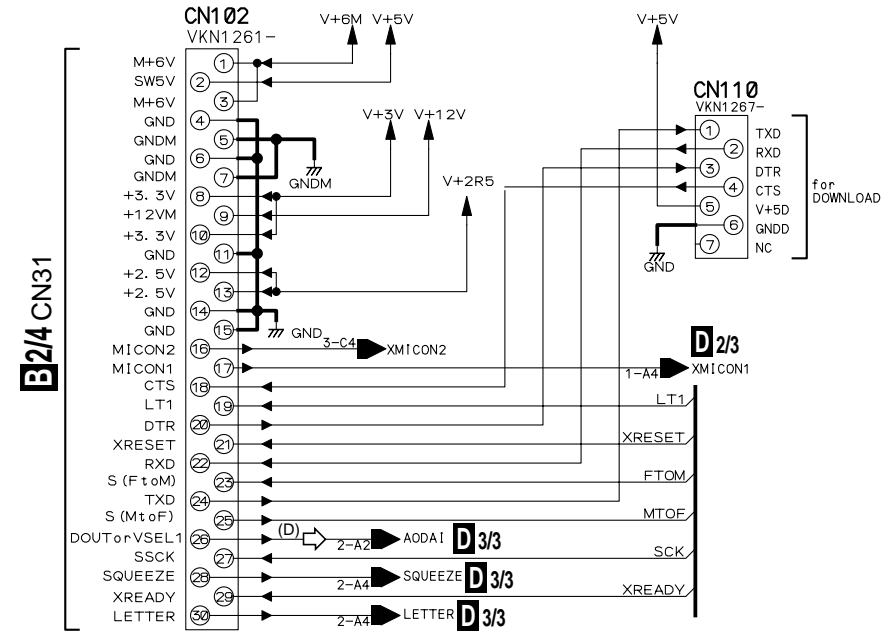 CN102
VKN1261-
V+6M V+5V
V+5V
CN110
VKN1267-
M+6V 1
SW5V 2
M+6V 3
GND 4
GNDM 5
GND 6
GNDM 7
+3.3V 8
+12VM 9
+3.3V 10
GND 11
+2.5V 12
+2.5V 13
GND 14
GND 15
MICON2 16
MICON1 17
CTS 18
LT1 19
DTR 20
XRESET 21
RXD 22
S(FtoM) 23
TXD 24
S(MtoF) 25
DOUTorVSEL1 26
SSCK 27
SQUEEZE 28
XREADY 29
LETTER 30
B 2/4 CN31
V+3V V+12V
GNDM
V+2R5
GND
3-C4 XMICON2
1 TXD
2 RXD
3 DTR
4 CTS
5 V+5D
6 GNDD
7 NC
for
DOWNLOAD
GND
D 2/3
1-A4 XMICON1
LT1
XRESET
FTOM
MTOF
(D) 2-A2 AODAI D 3/3
SCK
2-A4 SQUEEZE D 3/3
XREADY
2-A4 LETTER D 3/3